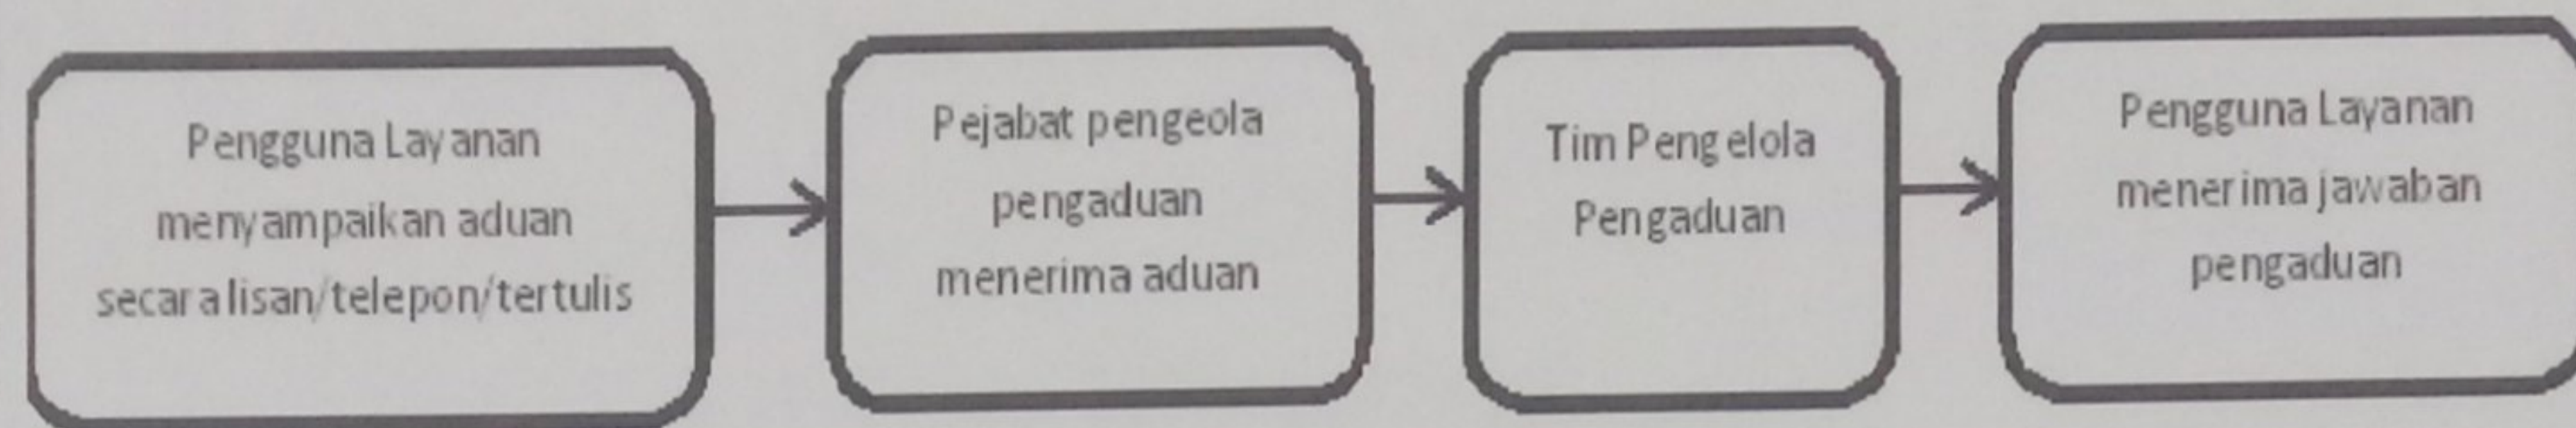 Pengguna Layanan
menyampaikan aduan
secara lisan/telepon/tertulis
Pejabat pengeola
pengaduan
menerima aduan
Tim Pengelola
Pengaduan
Pengguna Layanan
menerima jawaban
pengaduan